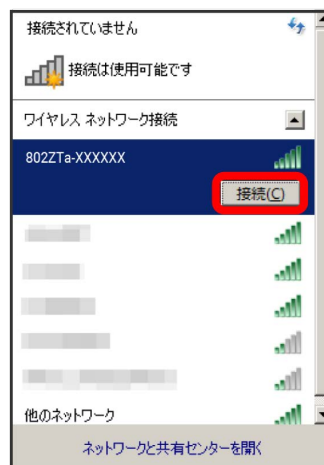 接続されていません
接続は使用可能です
ワイヤレス ネットワーク接続
802ZTa-XXXXXX
接続(C)
他のネットワーク
ネットワークと共有センターを開く